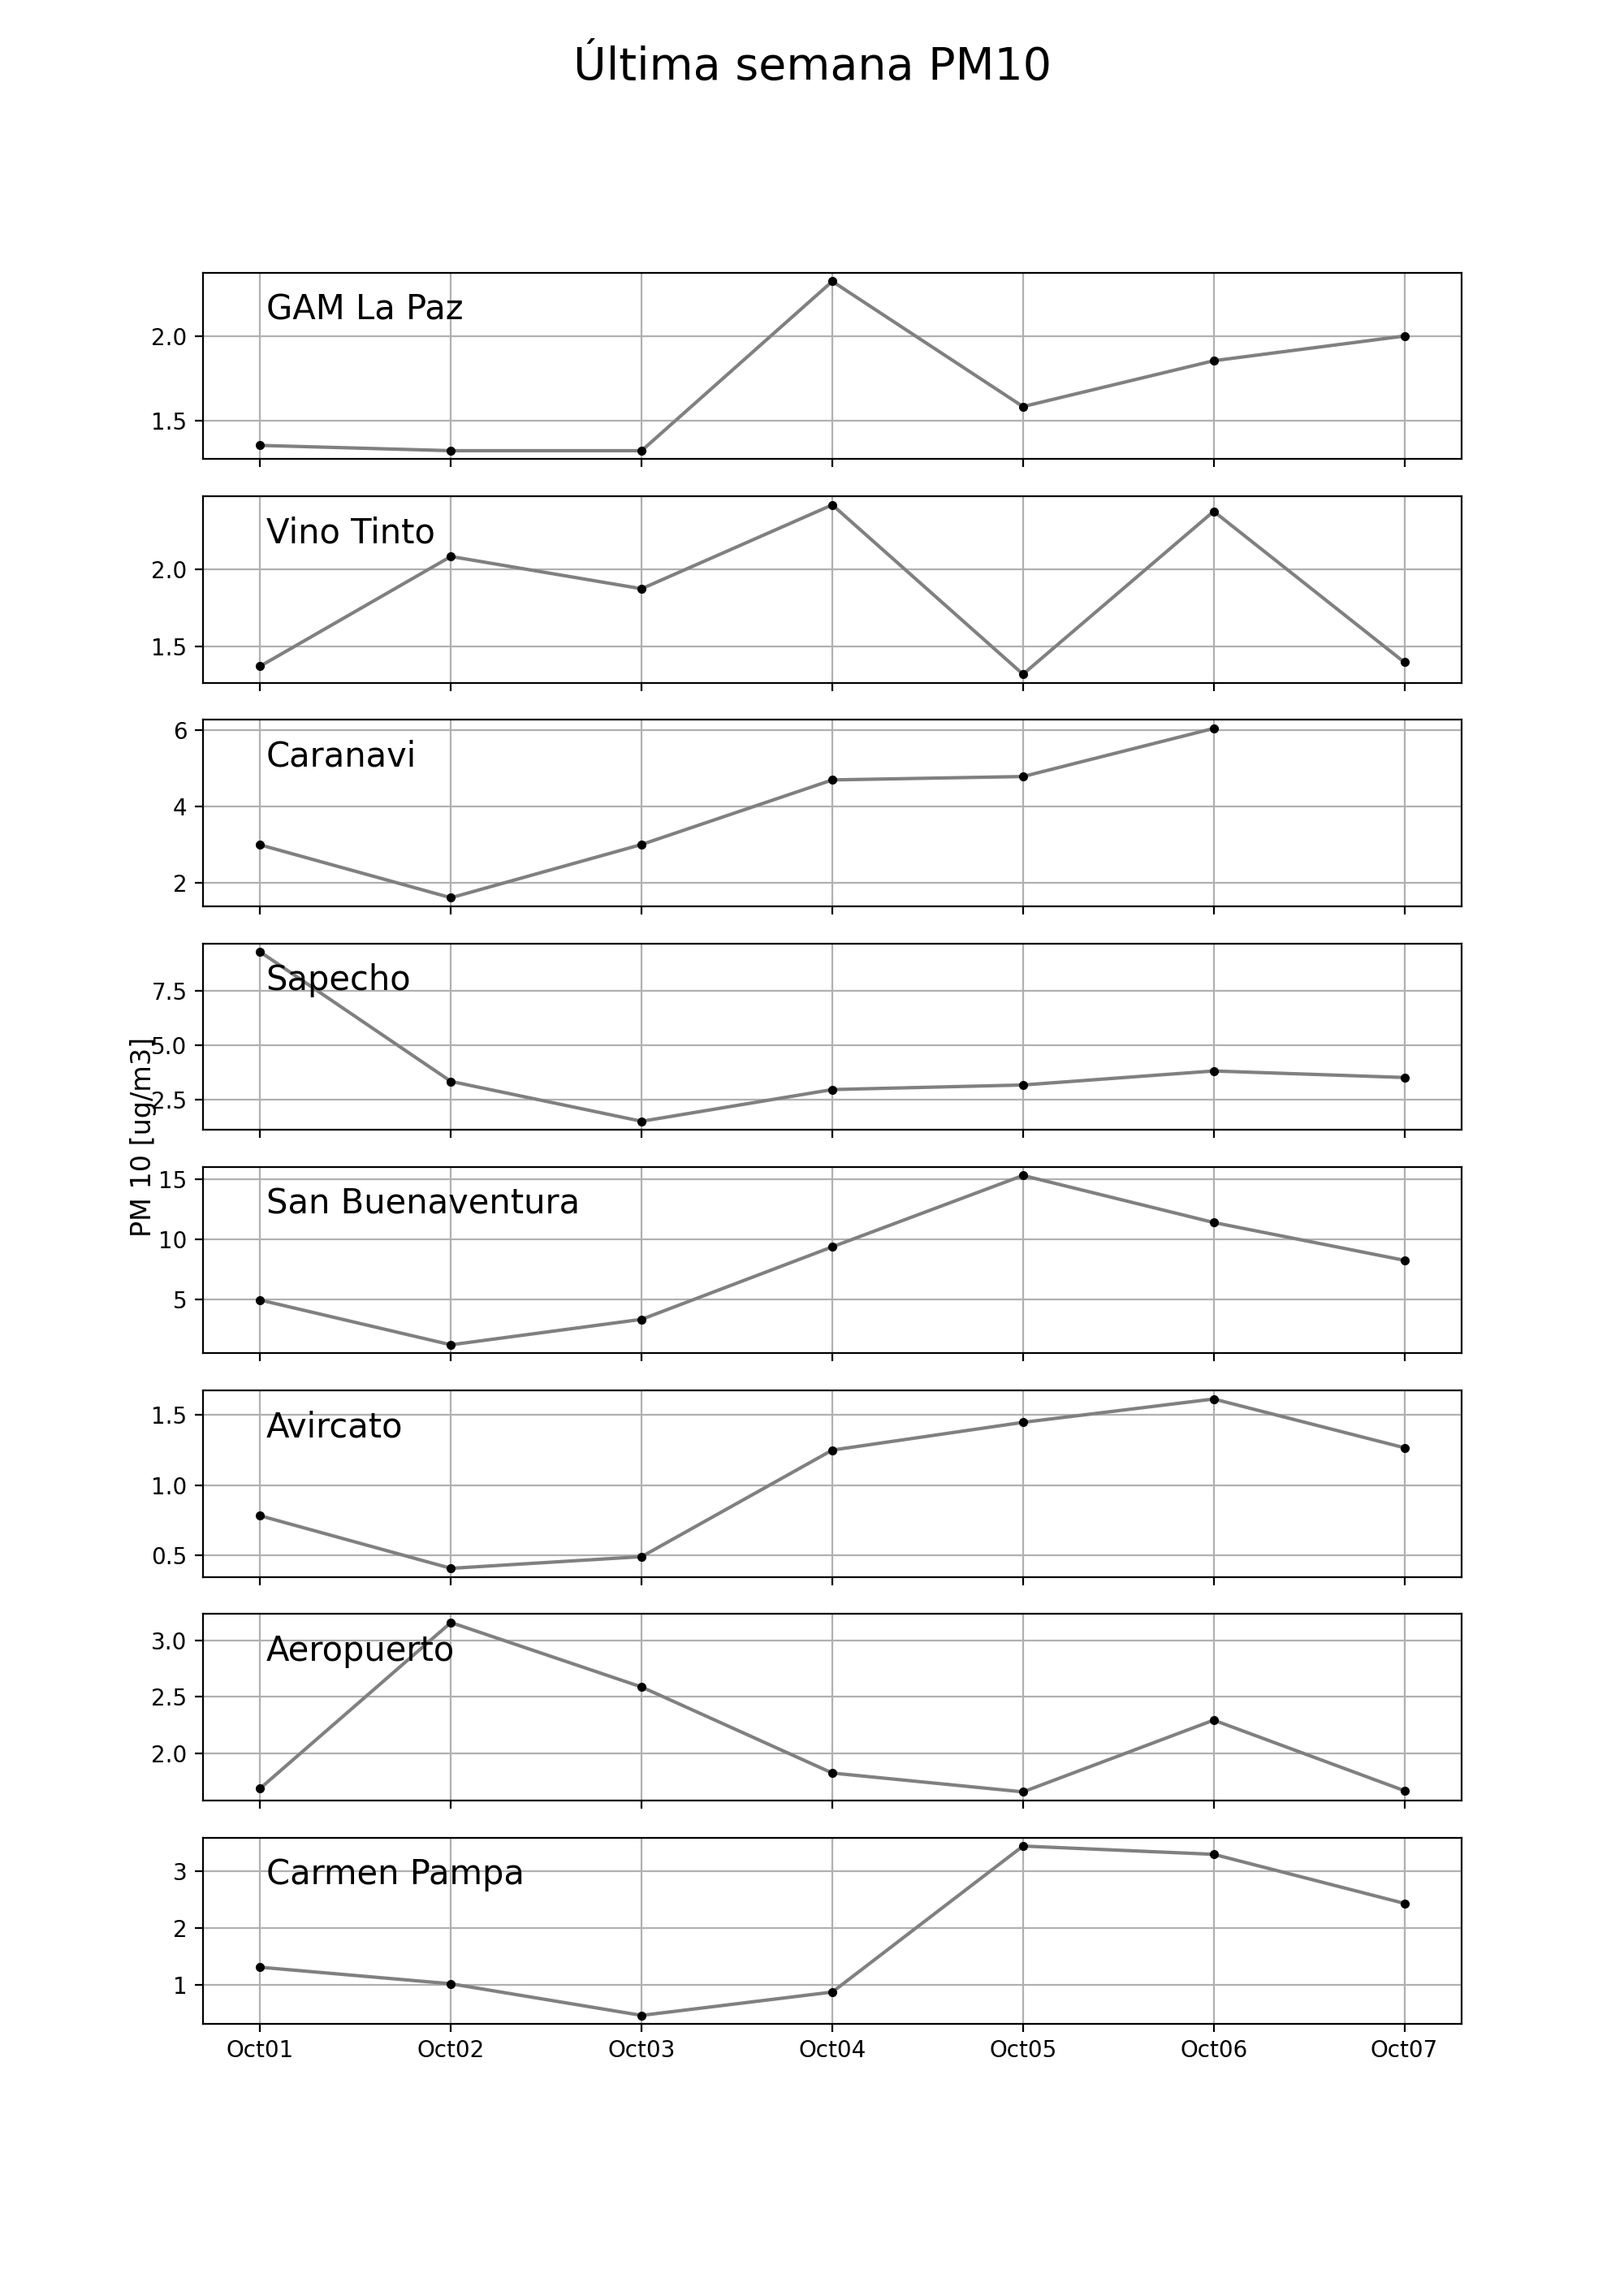 Última semana PM10
GAM La Paz
2.0
1.5
Vino Tinto
2.0
1.5
Caranavi
6
4
2
Sapecho
7.5
5.0
2.5
PM 10 [ug/m3]
San Buenaventura
15
10
5
Avircato
1.5
1.0
0.5
Aeropuerto
3.0
2.5
2.0
Carmen Pampa
3
2
1
Oct01 Oct02 Oct03 Oct04 Oct05 Oct06 Oct07